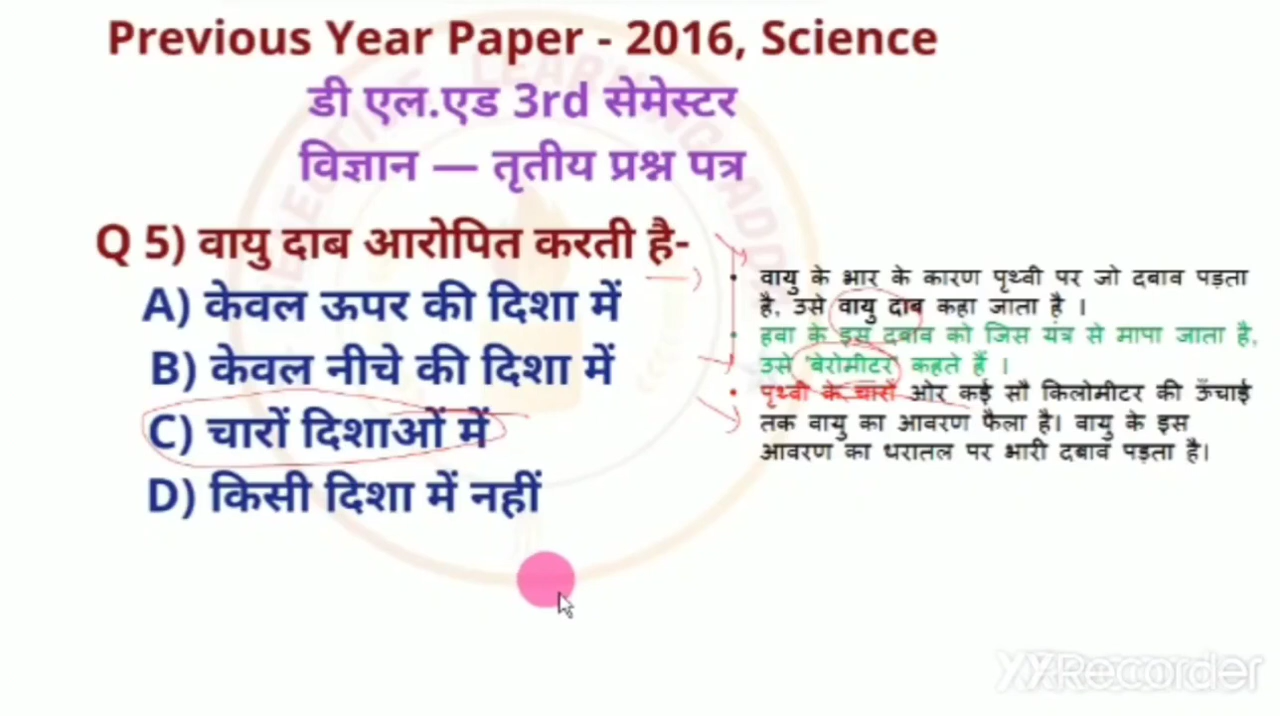 Previous Year Paper - 2016, Science
डी एल.एड 3rd सेमेस्टर
विज्ञान — तृतीय प्रश्न पत्र
Q 5) वायु दाब आरोपित करती है-
A) केवल ऊपर की दिशा में
B) केवल नीचे की दिशा में
C) चारों दिशाओं में
D) किसी दिशा में नहीं
• वायु के भार के कारण पृथ्वी पर जो दबाव पड़ता
है, उसे वायु दाब कहा जाता है ।
• हवा के इस दबाव को जिस यंत्र से मापा जाता है,
उसे 'बेरोमीटर' कहते हैं ।
• पृथ्वी के चारों ओर कई सौ किलोमीटर की ऊँचाई
तक वायु का आवरण फैला है। वायु के इस
आवरण का धरातल पर भारी दबाव पड़ता है।
XXRecorder